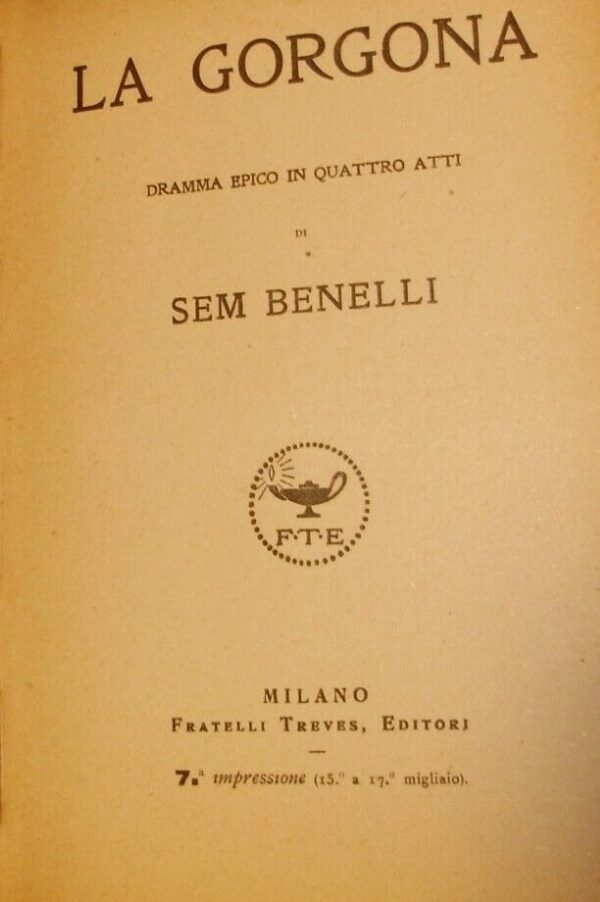 LA GORGONA
DRAMMA EPICO IN QUATTRO ATTI
DI
SEM BENELLI
F·T·E
MILANO
FRATELLI TREVES, EDITORI
7.ª impressione (15.º a 17.º migliaio).